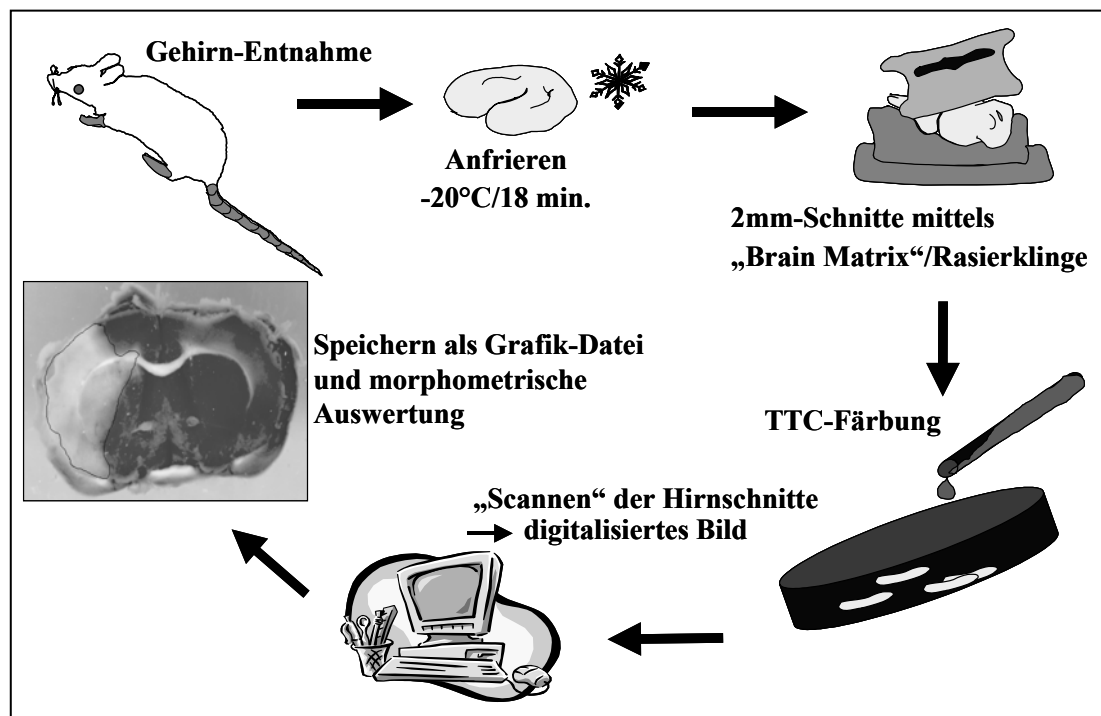 Gehirn-Entnahme
Anfrieren
-20°C/18 min.
2mm-Schnitte mittels
„Brain Matrix“/Rasierklinge
TTC-Färbung
„Scannen“ der Hirnschnitte
digitalisiertes Bild
Speichern als Grafik-Datei
und morphometrische
Auswertung